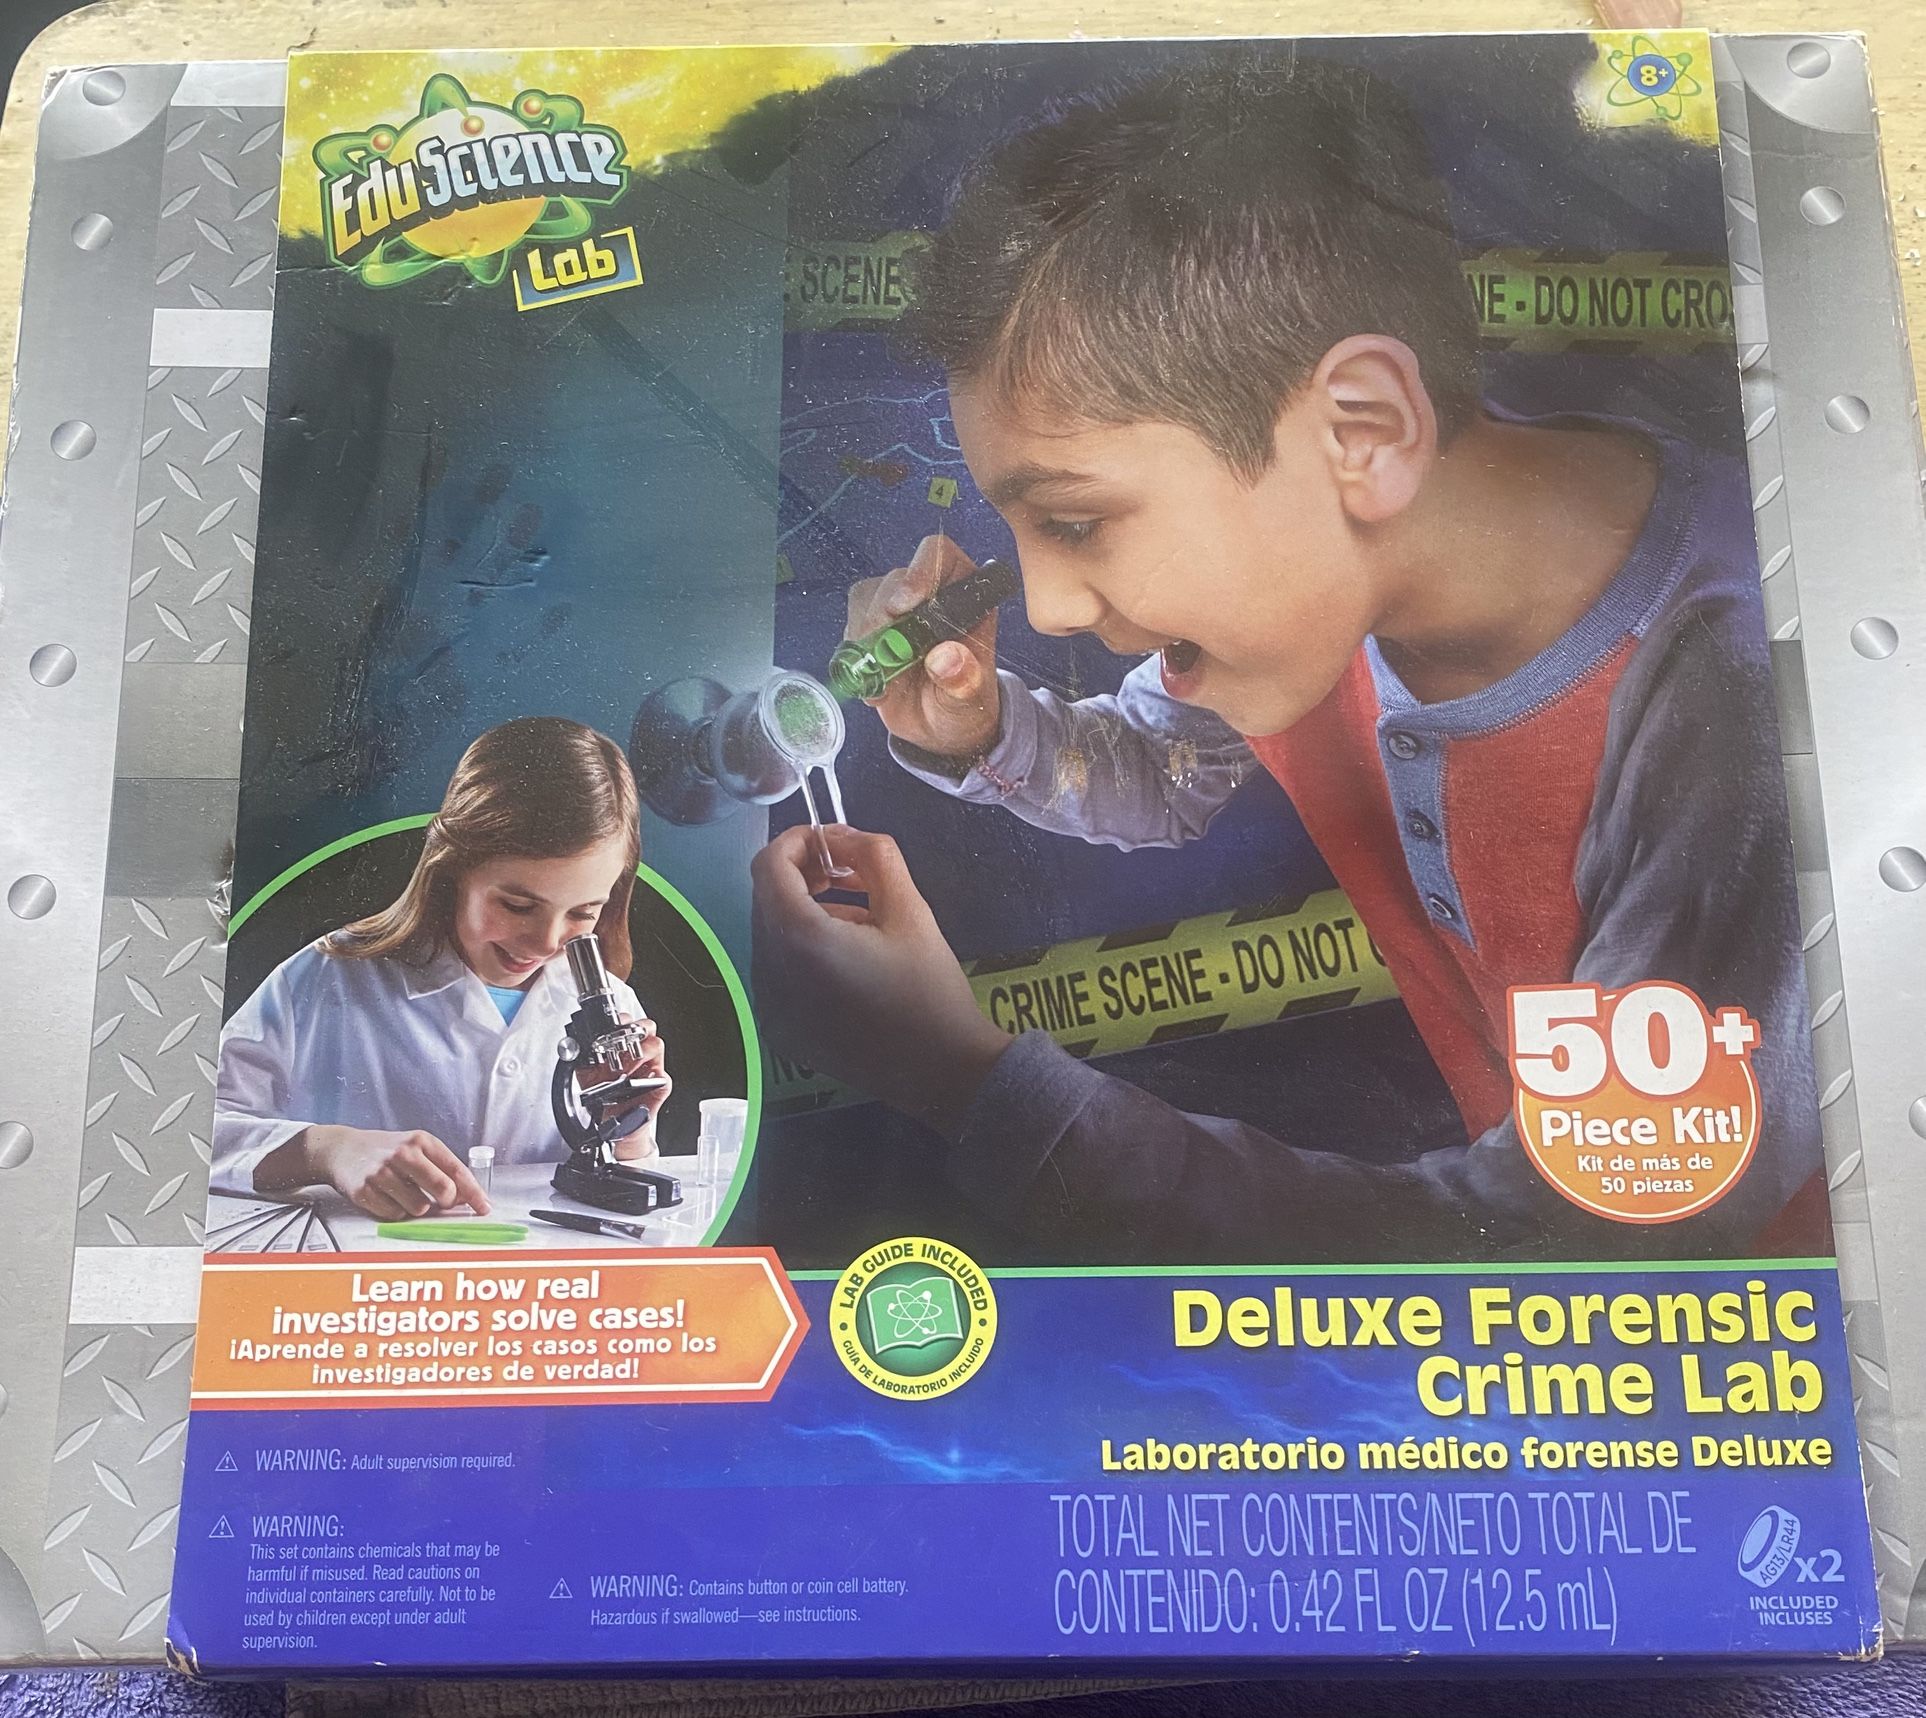 EduScience
Lab
8+
SCENE
NE - DO NOT CRO
4
CRIME SCENE - DO NOT
50+
Piece Kit!
Kit de más de
50 piezas
Learn how real
investigators solve cases!
¡Aprende a resolver los casos como los
investigadores de verdad!
LAB GUIDE INCLUDED
GUÍA DE LABORATORIO INCLUIDO
Deluxe Forensic
Crime Lab
Laboratorio médico forense Deluxe
WARNING: Adult supervision required.
WARNING:
This set contains chemicals that may be
harmful if misused. Read cautions on
individual containers carefully. Not to be
used by children except under adult
supervision.
WARNING: Contains button or coin cell battery.
Hazardous if swallowed—see instructions.
TOTAL NET CONTENTS/NETO TOTAL DE
CONTENIDO: 0.42 FL OZ (12.5 mL)
AG13/LR44
x2
INCLUDED
INCLUSES